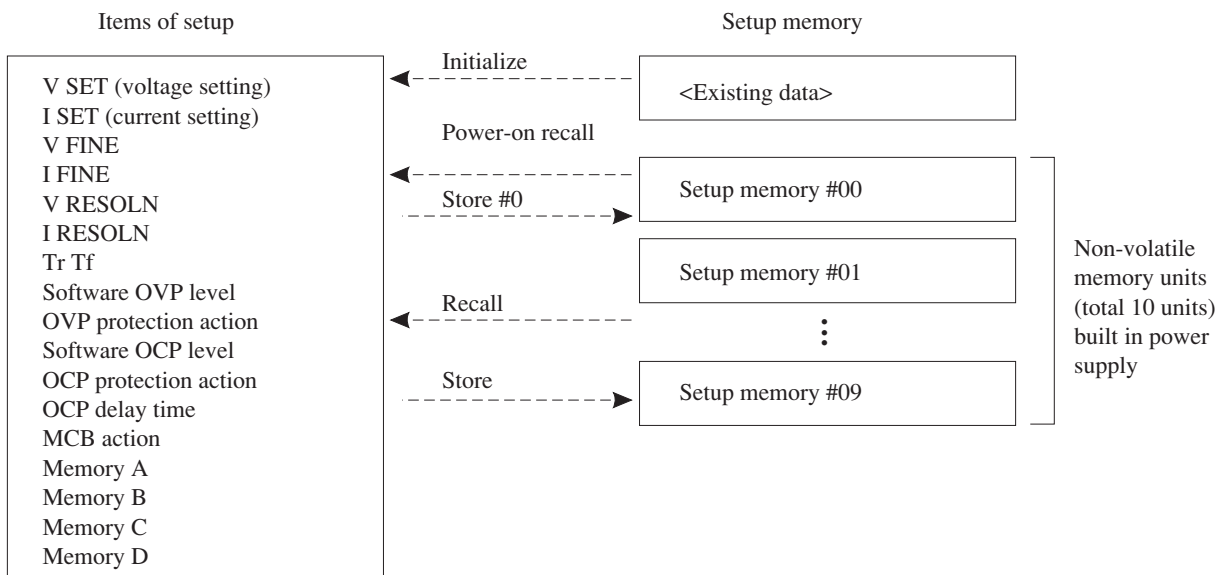 Items of setup
V SET (voltage setting)
I SET (current setting)
V FINE
I FINE
V RESOLN
I RESOLN
Tr Tf
Software OVP level
OVP protection action
Software OCP level
OCP protection action
OCP delay time
MCB action
Memory A
Memory B
Memory C
Memory D
Initialize
Power-on recall
Store #0
Recall
Store
Setup memory
<Existing data>
Setup memory #00
Setup memory #01
Setup memory #09
Non-volatile
memory units
(total 10 units)
built in power
supply